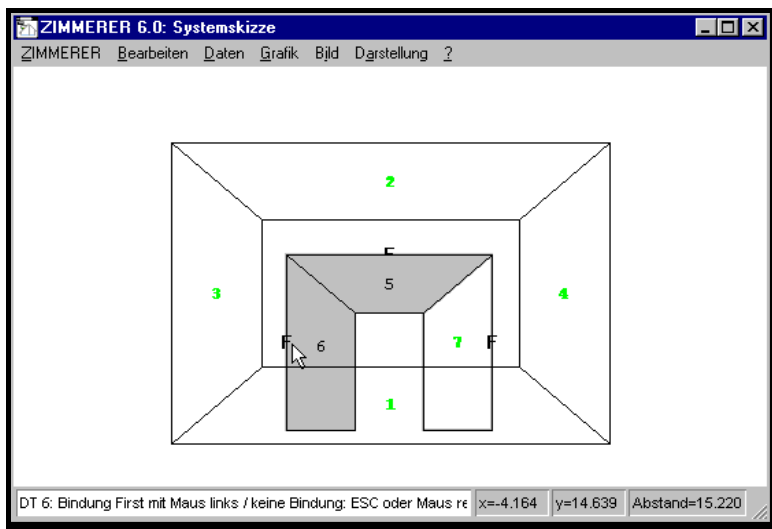 ZIMMERER 6.0: Systemskizze
ZIMMERER Bearbeiten Daten Grafik Bild Darstellung ?
2
F
5
3
4
F
6
7
F
1
DT 6: Bindung First mit Maus links / keine Bindung: ESC oder Maus re
x=-4.164 y=14.639 Abstand=15.220